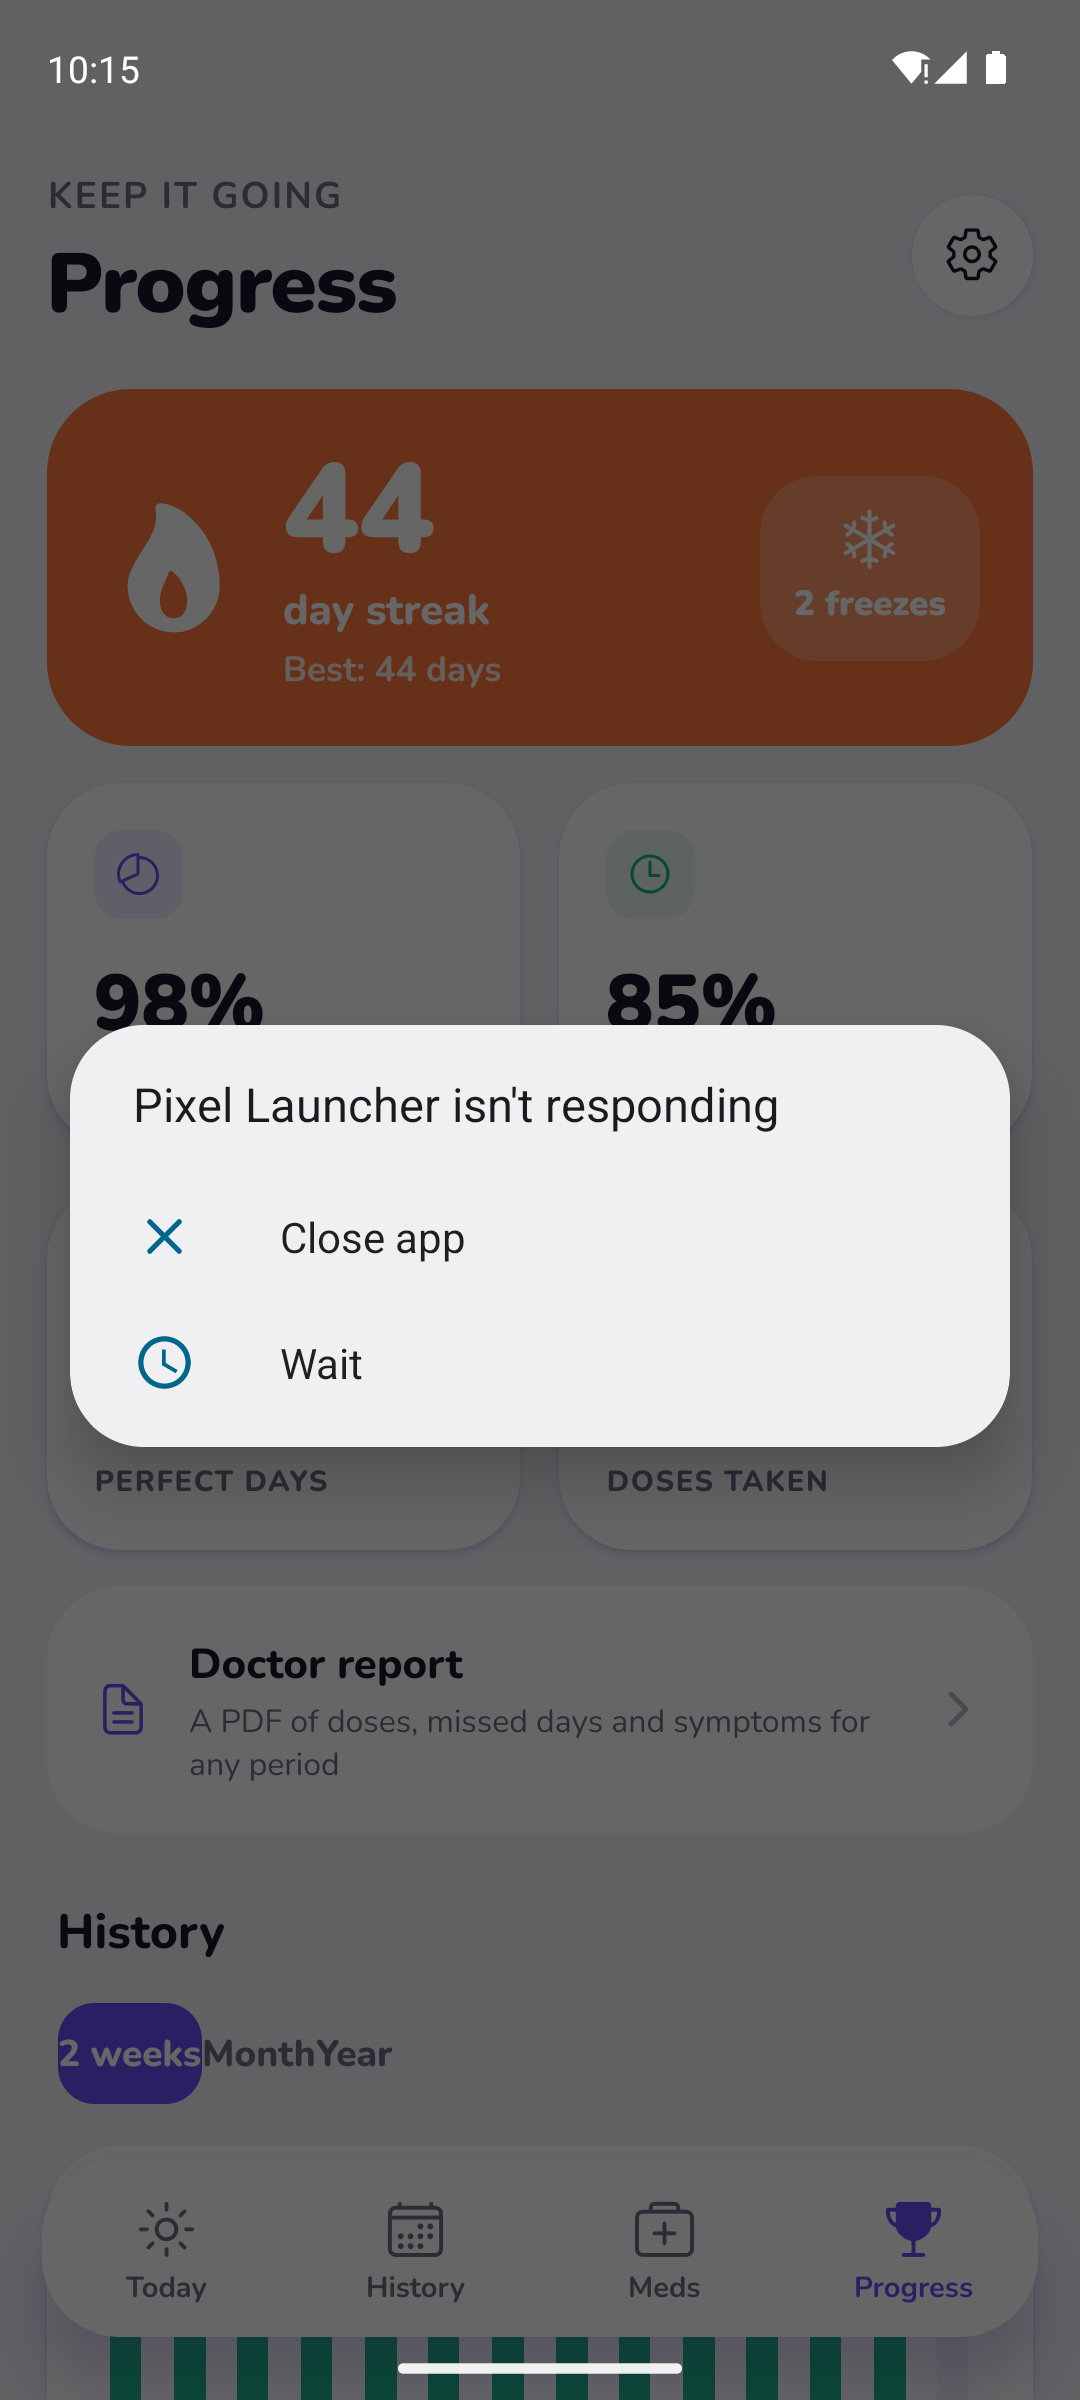 10:15
KEEP IT GOING
Progress
44
day streak
Best: 44 days
2 freezes
98%
85%
Pixel Launcher isn't responding
Close app
Wait
PERFECT DAYS
DOSES TAKEN
Doctor report
A PDF of doses, missed days and symptoms for
any period
History
2 weeks Month Year
Today History Meds Progress